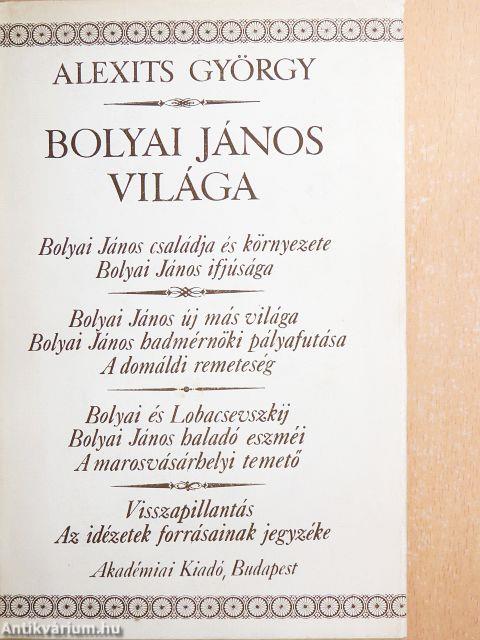 ALEXITS GYÖRGY
BOLYAI JÁNOS
VILÁGA
Bolyai János családja és környezete
Bolyai János ifjúsága
Bolyai János új más világa
Bolyai János hadmérnöki pályafutása
A domáldi remeteség
Bolyai és Lobacsevszkij
Bolyai János haladó eszméi
A marosvásárhelyi temető
Visszapillantás
Az idézetek forrásainak jegyzéke
Akadémiai Kiadó, Budapest
Antikvárium.hu